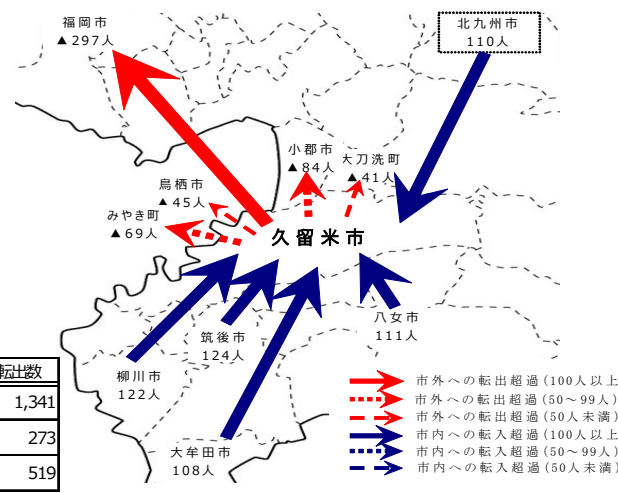 福岡市
▲297人
北九州市
110人
小郡市
▲84人
大刀洗町
▲41人
鳥栖市
▲45人
みやき町
▲69人
久留米市
八女市
111人
筑後市
124人
柳川市
122人
大牟田市
108人
転出数
1,341
273
519
市外への転出超過(100人以上
市外への転出超過(50～99人)
市外への転出超過(50人未満)
市内への転入超過(100人以上
市内への転入超過(50～99人)
市内への転入超過(50人未満)